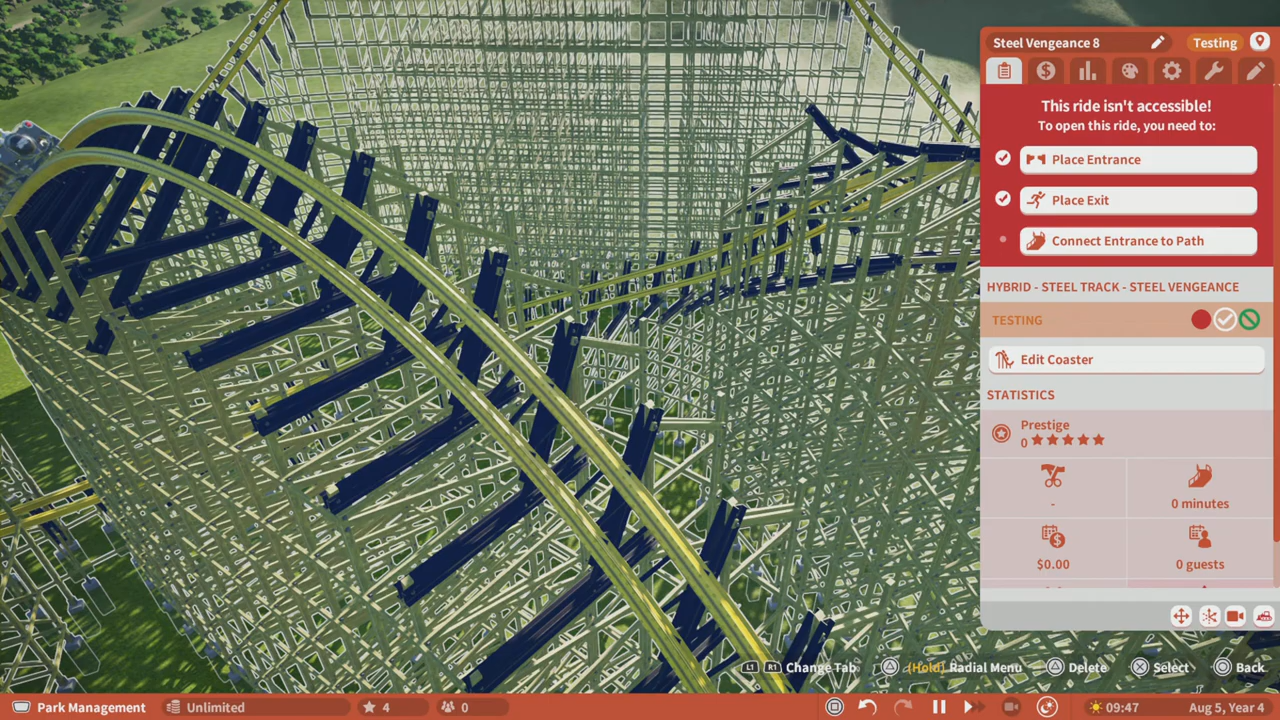 Steel Vengeance 8
Testing
This ride isn't accessible!
To open this ride, you need to:
Place Entrance
Place Exit
Connect Entrance to Path
HYBRID - STEEL TRACK - STEEL VENGEANCE
TESTING
Edit Coaster
STATISTICS
Prestige
0
-
0 minutes
$0.00
0 guests
L1 R1 Change Tab (Hold) Radial Menu Delete Select Back
Park Management Unlimited 4 0 09:47 Aug 5, Year 4